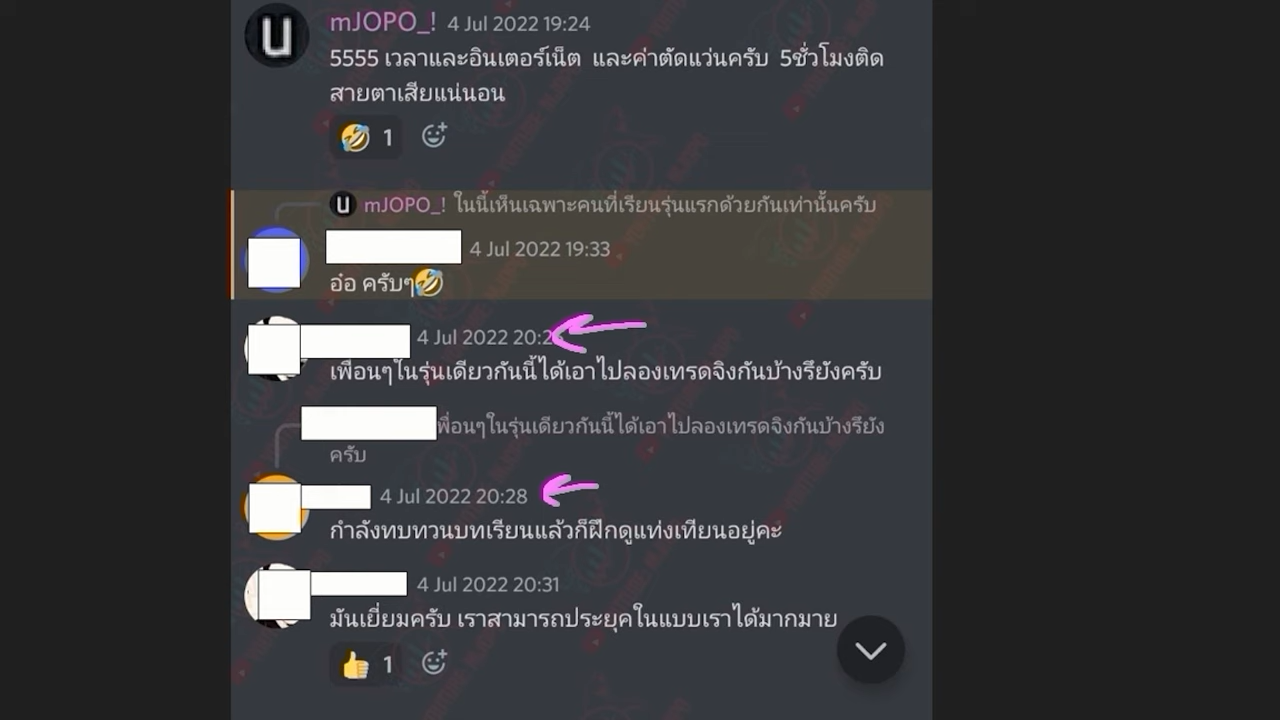 mJOPO_! 4 Jul 2022 19:24
5555 เวลาและอินเตอร์เน็ต และค่าตัดแว่นครับ 5ชั่วโมงติด
สายตาเสียแน่นอน
1
mJOPO_! ในนี้เห็นเฉพาะคนที่เรียนรุ่นแรกด้วยกันเท่านั้นครับ
4 Jul 2022 19:33
อ๋อ ครับๆ
4 Jul 2022
เพื่อนๆในรุ่นเดียวกันนี้ได้เอาไปลองเทรดจิงกันบ้างรึยังครับ
พื่อนๆในรุ่นเดียวกันนี้ได้เอาไปลองเทรดจิงกันบ้างรึยัง
ครับ
4 Jul 2022 20:28
กำลังทบทวนบทเรียนแล้วก็ฝึกดูแท่งเทียนอยู่คะ
4 Jul 2022 20:31
มันเยี่ยมครับ เราสามารถประยุคในแบบเราได้มากมาย
1